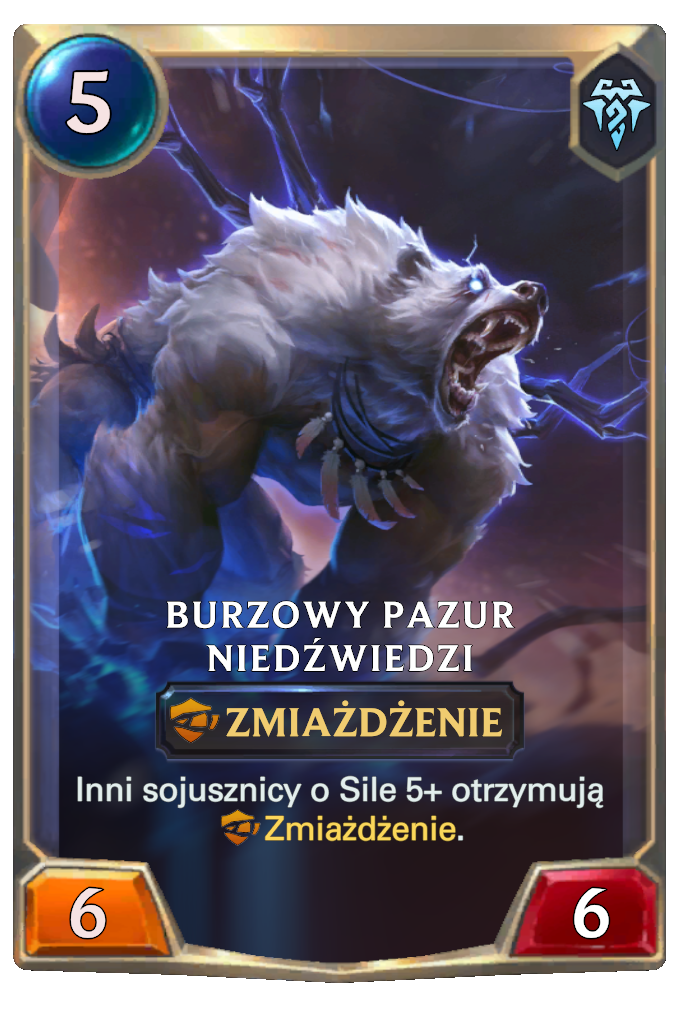 5
BURZOWY PAZUR
NIEDŹWIEDZI
ZMIAŻDŻENIE
Inni sojusznicy o Sile 5+ otrzymują
Zmiażdżenie.
6
6